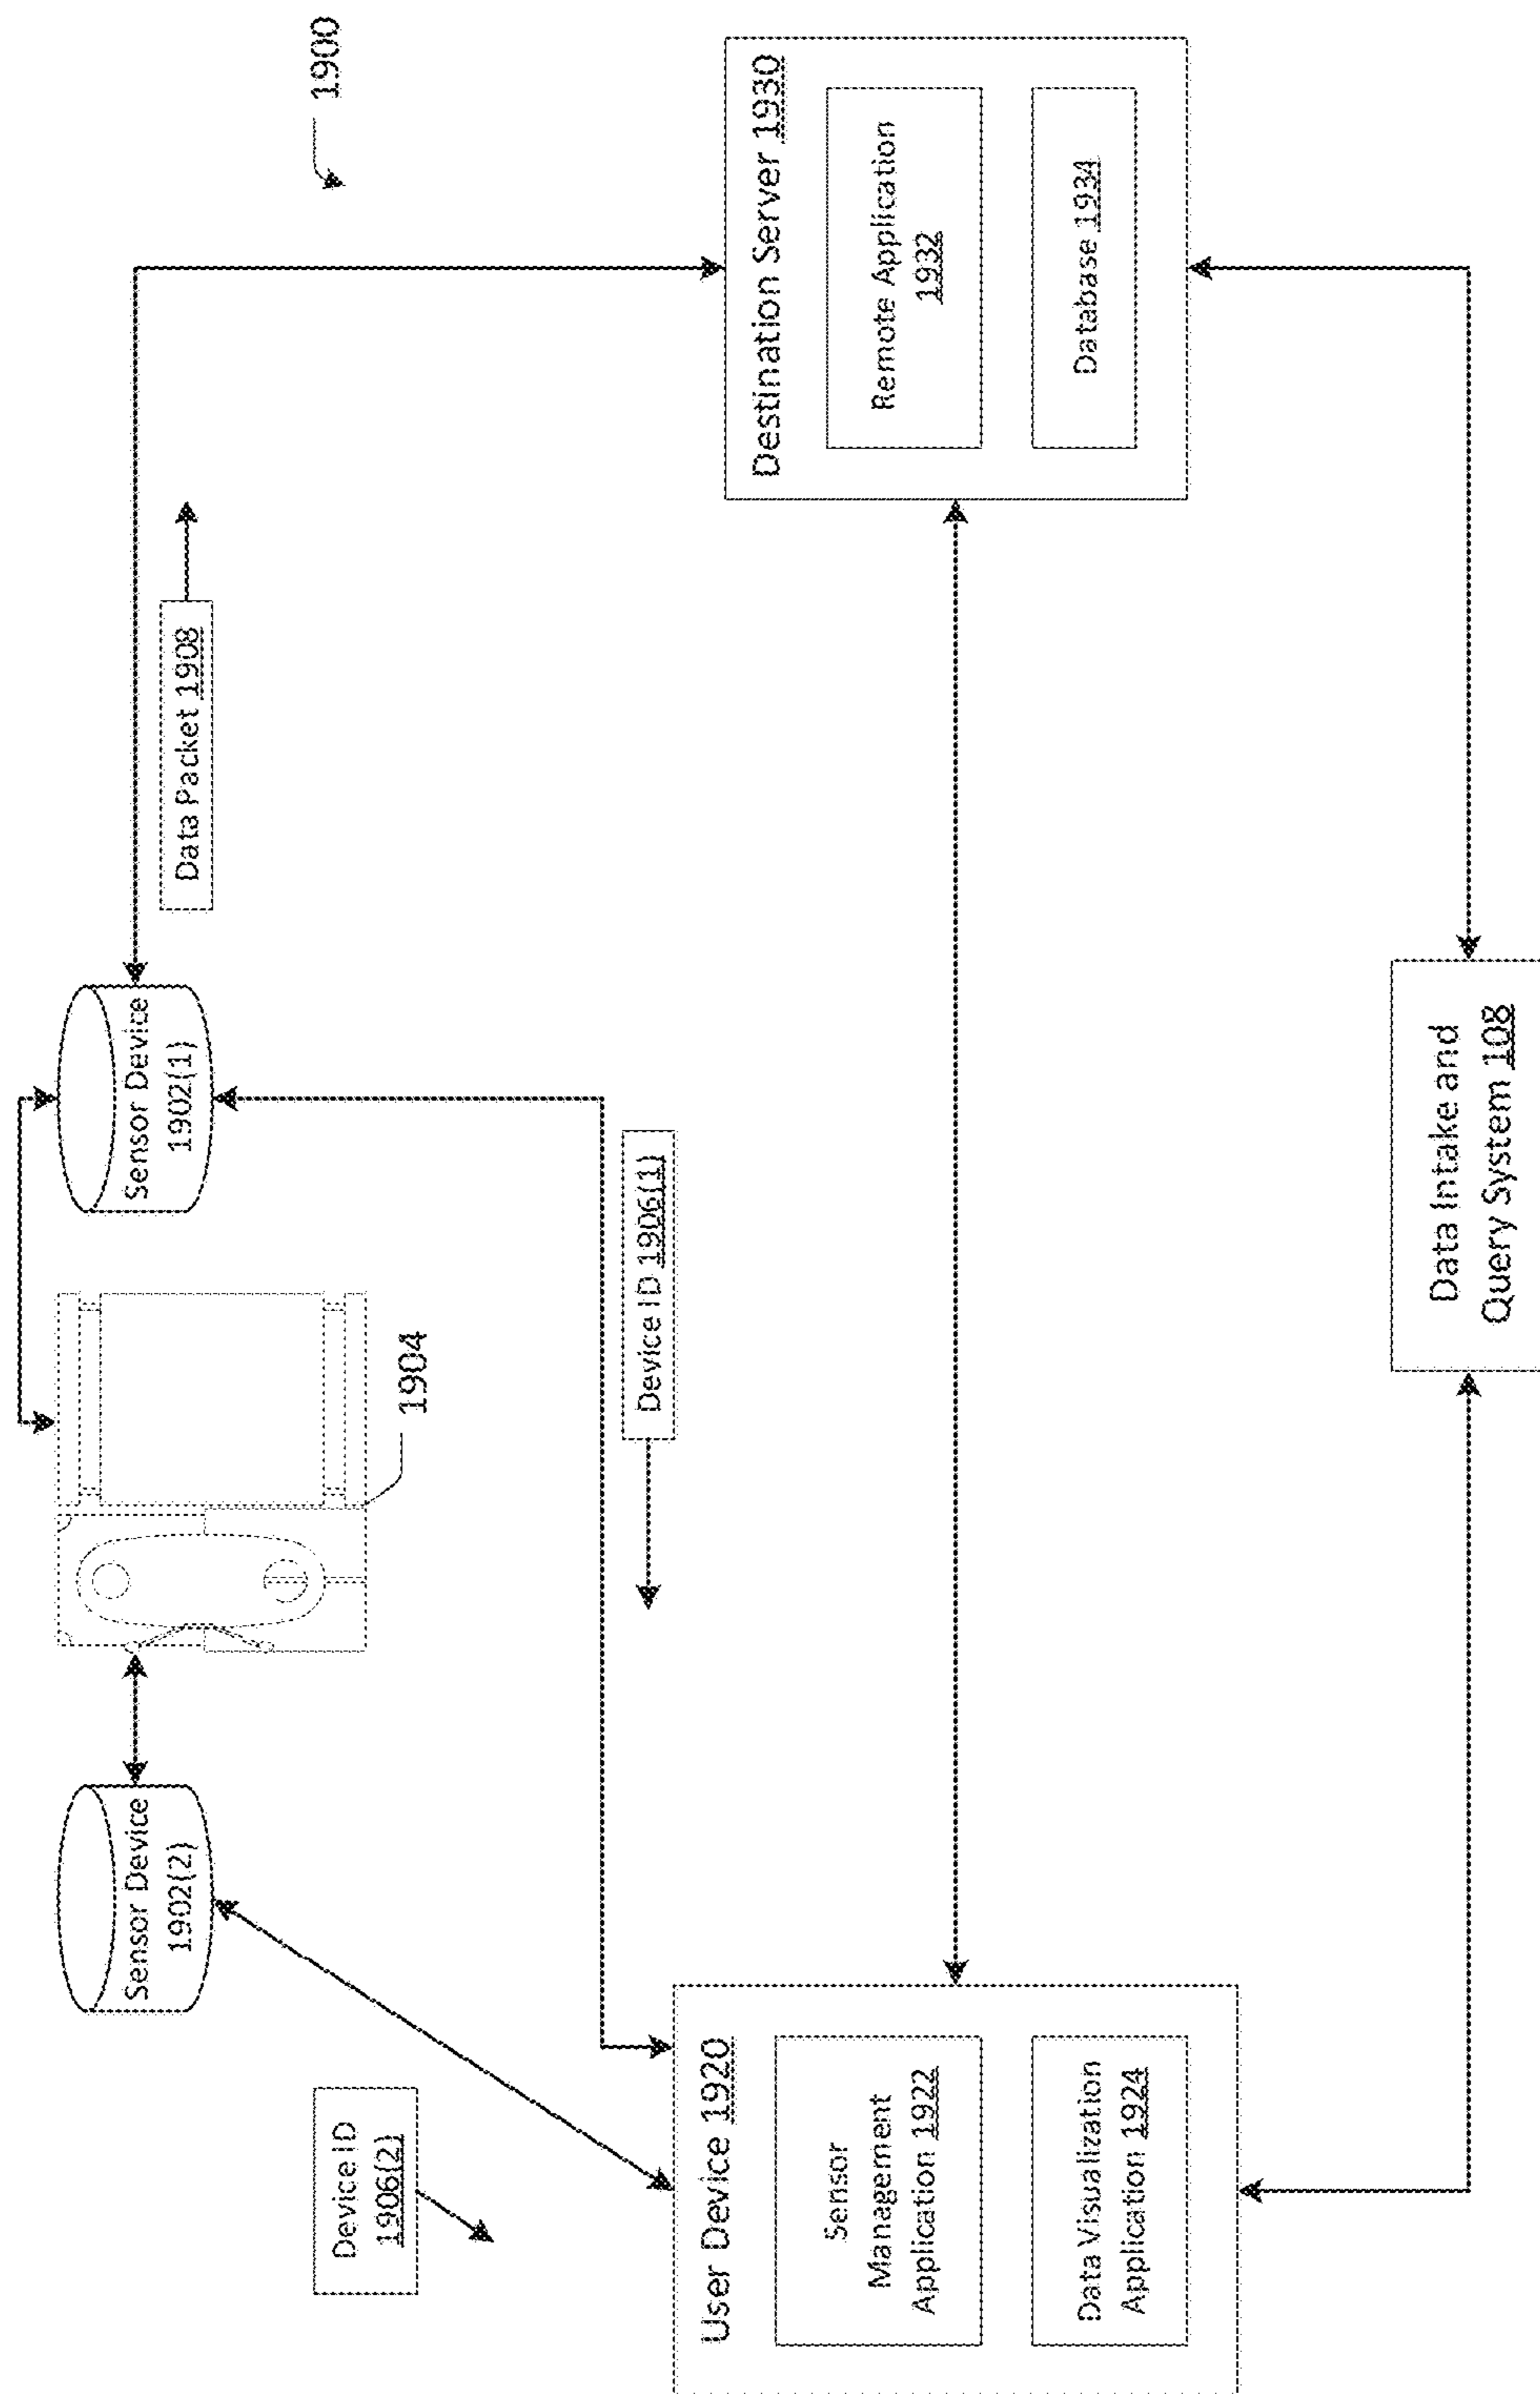 1900
Sensor Device
1902(2)
1904
Sensor Device
1902(1)
Data Packet 1908
Device ID
1906(2)
Device ID 1906(1)
User Device 1920
Sensor
Management
Application 1922
Data Visualization
Application 1924
Destination Server 1930
Remote Application
1932
Database 1934
Data Intake and
Query System 108